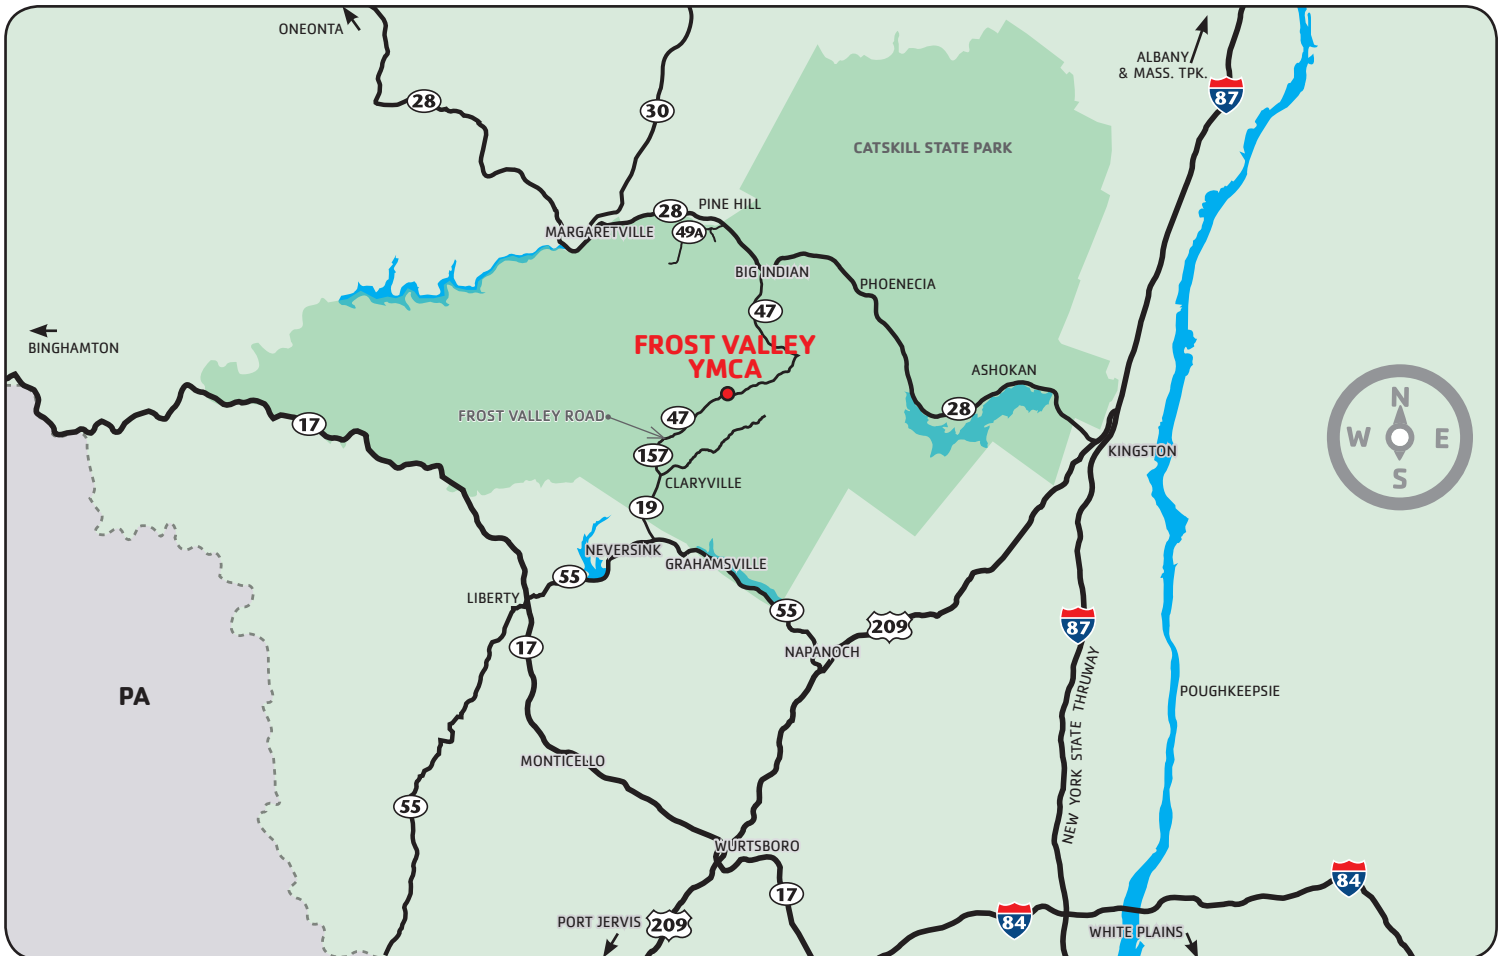 ONEONTA
ALBANY
& MASS. TPK.
87
28
30
CATSKILL STATE PARK
28
PINE HILL
MARGARETVILLE
49A
BIG INDIAN
PHOENECIA
47
BINGHAMTON
FROST VALLEY
YMCA
ASHOKAN
N
W
E
S
28
FROST VALLEY ROAD
47
17
157
KINGSTON
CLARYVILLE
19
NEVERSINK
GRAHAMSVILLE
55
LIBERTY
55
209
87
17
NAPANOCH
PA
POUGHKEEPSIE
NEW YORK STATE THRUWAY
MONTICELLO
55
WURTSBORO
17
84
PORT JERVIS
209
84
WHITE PLAINS